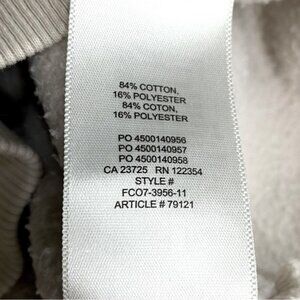 84% COTTON,
16% POLYESTER
84% COTON,
16% POLYESTER
PO 4500140956
PO 4500140957
PO 4500140958
CA 23725 RN 122354
STYLE #
FCO7-3956-11
ARTICLE # 79121